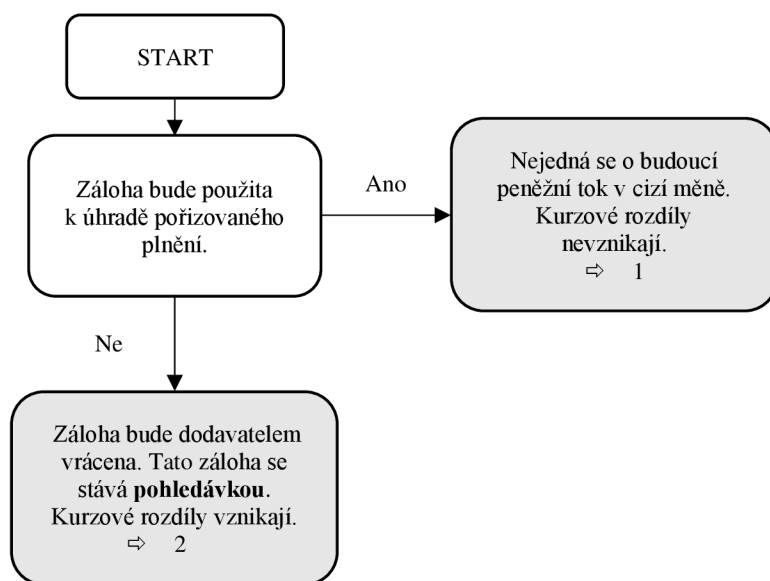 START
Záloha bude použita
k úhradě pořizovaného
plnění.
Ano
Nejedná se o budoucí
peněžní tok v cizí měně.
Kurzové rozdíly
nevznikají.
⇨ 1
Ne
Záloha bude dodavatelem
vrácena. Tato záloha se
stává pohledávkou.
Kurzové rozdíly vznikají.
⇨ 2